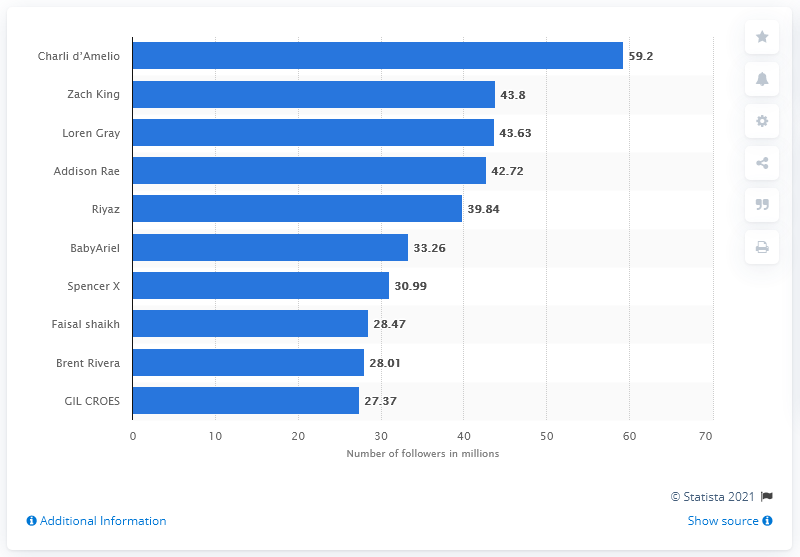 Charli d’Amelio 59.2
Zach King 43.8
Loren Gray 43.63
Addison Rae 42.72
Riyaz 39.84
BabyAriel 33.26
Spencer X 30.99
Faisal shaikh 28.47
Brent Rivera 28.01
GIL CROES 27.37
0 10 20 30 40 50 60 70
Number of followers in millions
© Statista 2021
Additional Information Show source